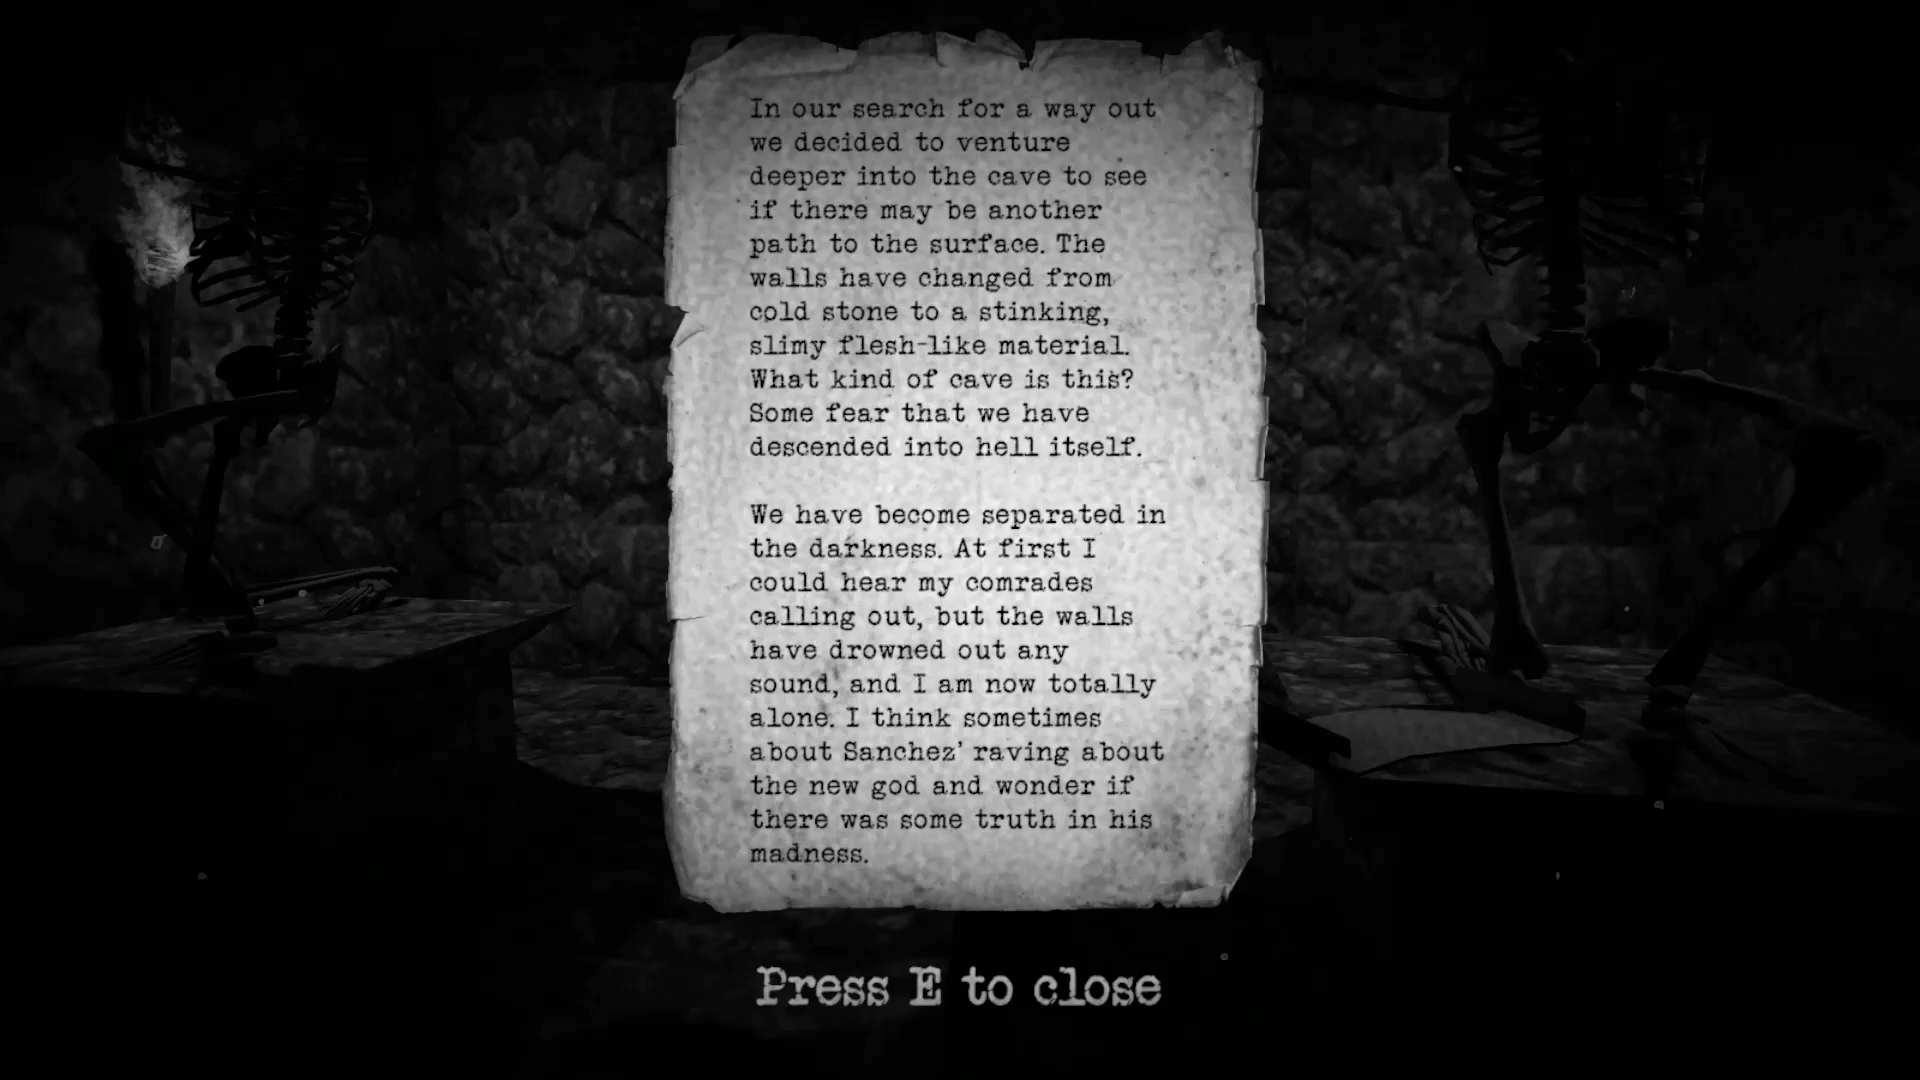 In our search for a way out
we decided to venture
deeper into the cave to see
if there may be another
path to the surface. The
walls have changed from
cold stone to a stinking,
slimy flesh-like material.
What kind of cave is this?
Some fear that we have
descended into hell itself.
We have become separated in
the darkness. At first I
could hear my comrades
calling out, but the walls
have drowned out any
sound, and I am now totally
alone. I think sometimes
about Sanchez' raving about
the new god and wonder if
there was some truth in his
madness.
Press E to close